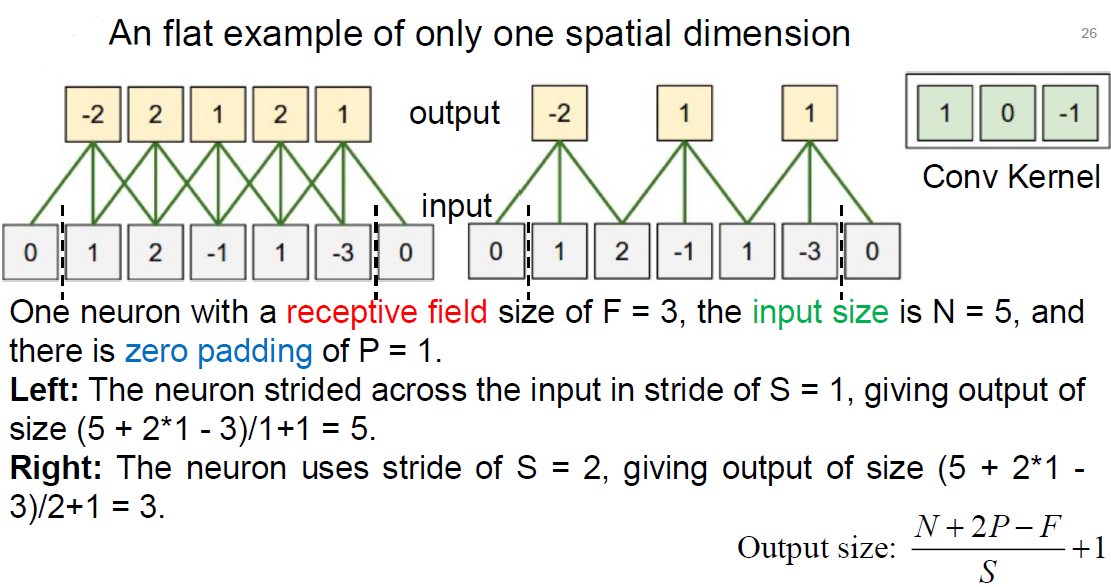 An flat example of only one spatial dimension
26
-2 2 1 2 1
output
-2 1 1
1 0 -1
Conv Kernel
input
0 1 2 -1 1 -3 0
0 1 2 -1 1 -3 0
One neuron with a receptive field size of F = 3, the input size is N = 5, and
there is zero padding of P = 1.
Left: The neuron strided across the input in stride of S = 1, giving output of
size (5 + 2*1 - 3)/1+1 = 5.
Right: The neuron uses stride of S = 2, giving output of size (5 + 2*1 -
3)/2+1 = 3.
Output size: \frac{N+2P-F}{S}+1